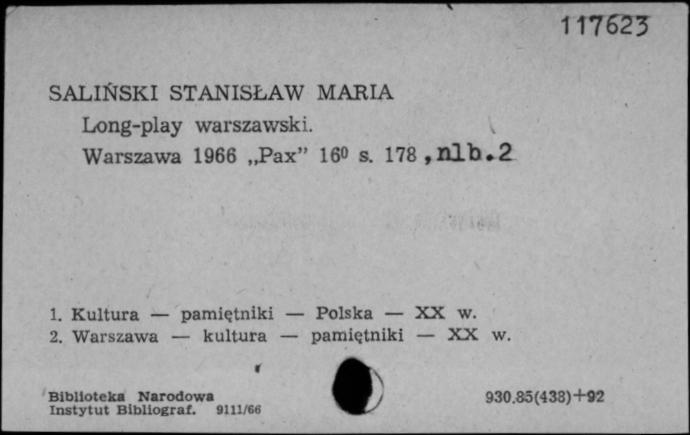 117623
SALIŃSKI STANISŁAW MARIA
Long-play warszawski.
Warszawa 1966 „Pax” 16⁰ s. 178 , nlb.2
1. Kultura — pamiętniki — Polska — XX w.
2. Warszawa — kultura — pamiętniki — XX w.
Biblioteka Narodowa 930.85(438)+92
Instytut Bibliograf. 9111/66